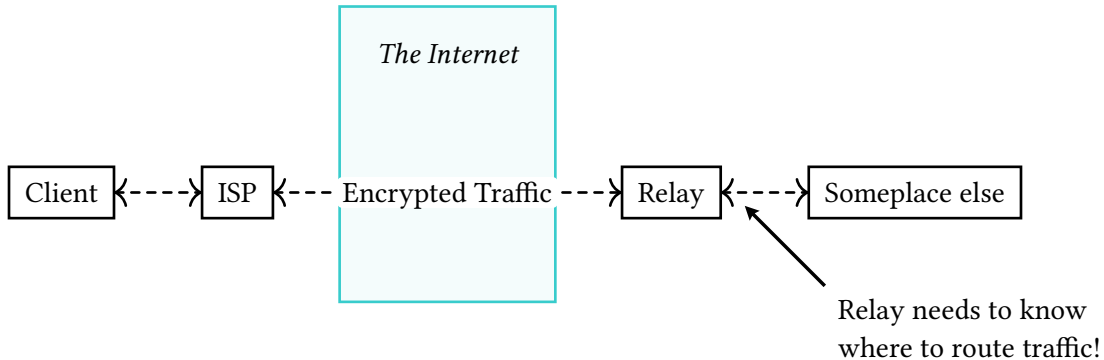 The Internet
Client
ISP
Encrypted Traffic
Relay
Someplace else
Relay needs to know
where to route traffic!